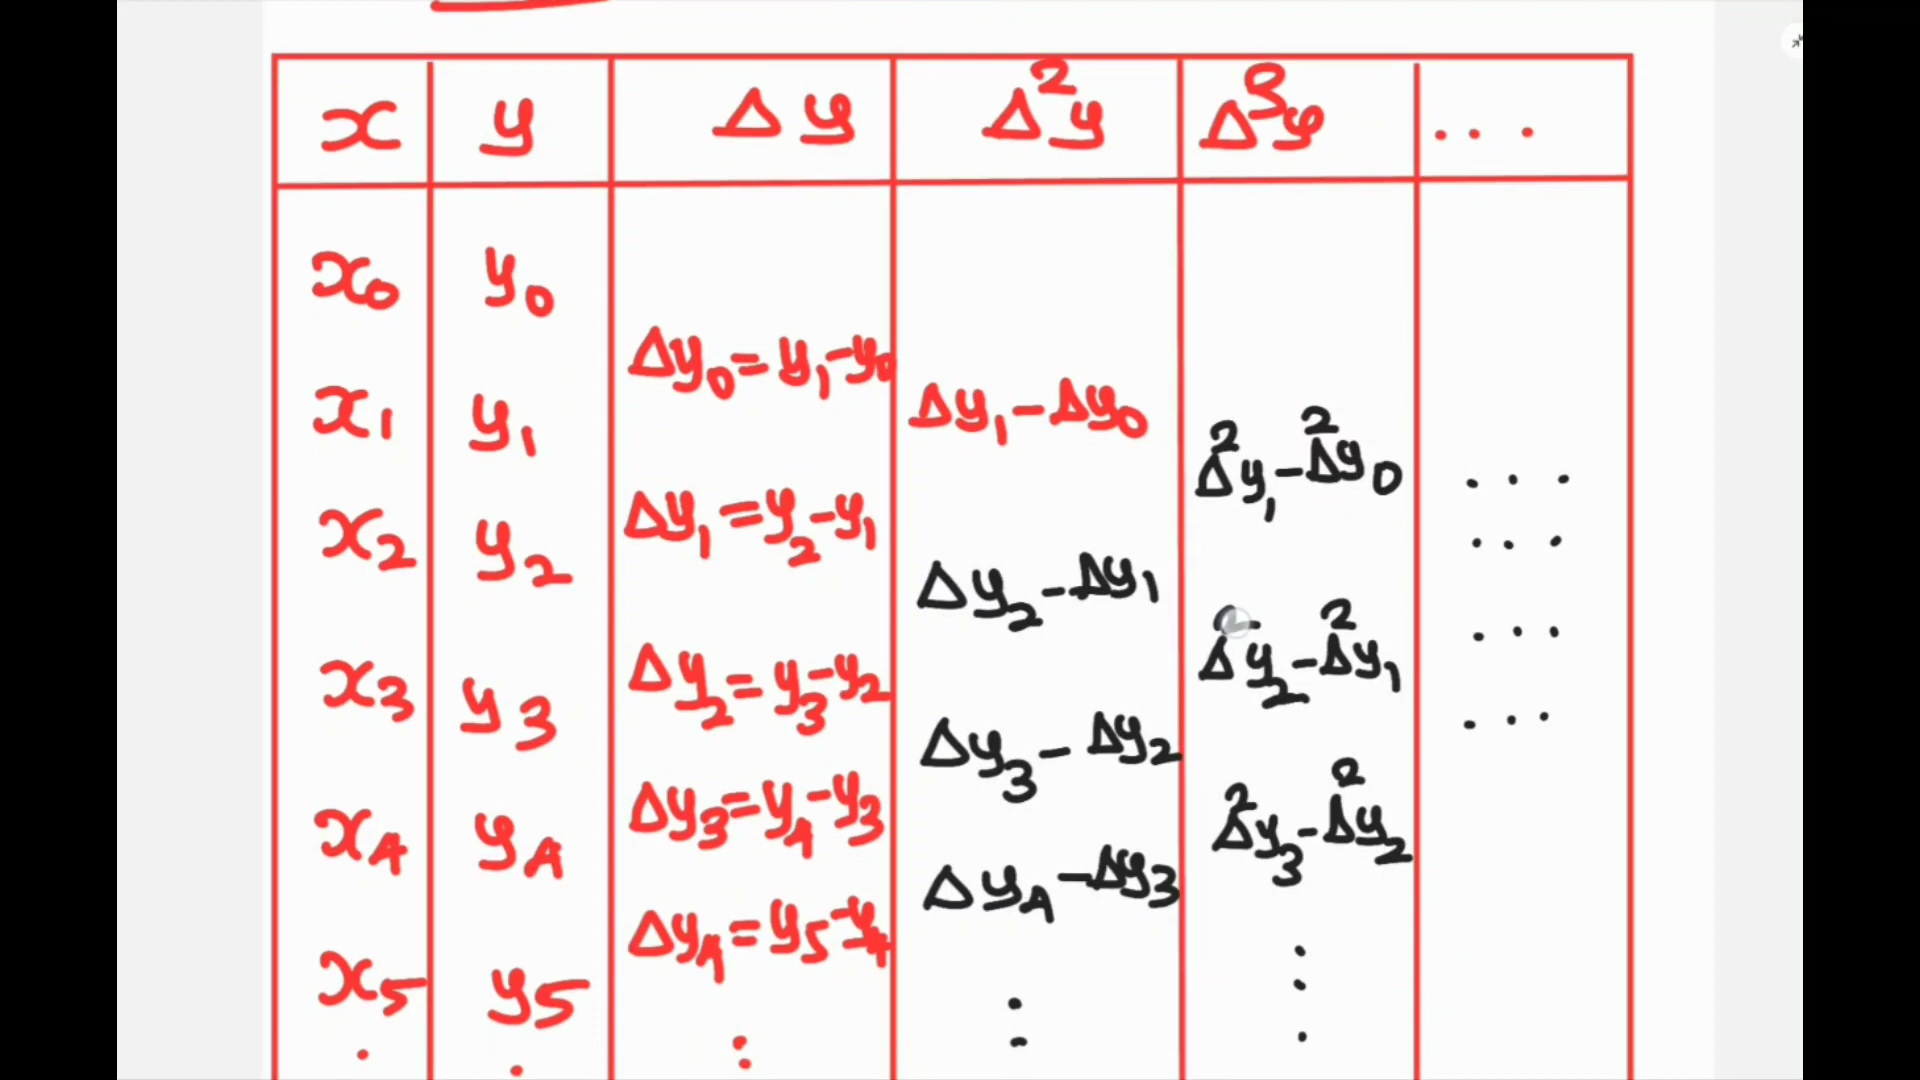 x y Δy Δ²y Δ³y ...
x₀ y₀
Δy₀ = y₁ - y₀
x₁ y₁ Δy₁ - Δy₀
Δ²y₁ - Δ²y₀ ...
Δy₁ = y₂ - y₁
x₂ y₂ ...
Δy₂ - Δy₁
Δy₂ = y₃ - y₂ Δ²y₂ - Δ²y₁ ...
x₃ y₃ ...
Δy₃ - Δy₂
Δy₃ = y₄ - y₃
x₄ y₄ Δ²y₃ - Δ²y₂
Δy₄ - Δy₃
Δy₄ = y₅ - y₄
x₅ y₅